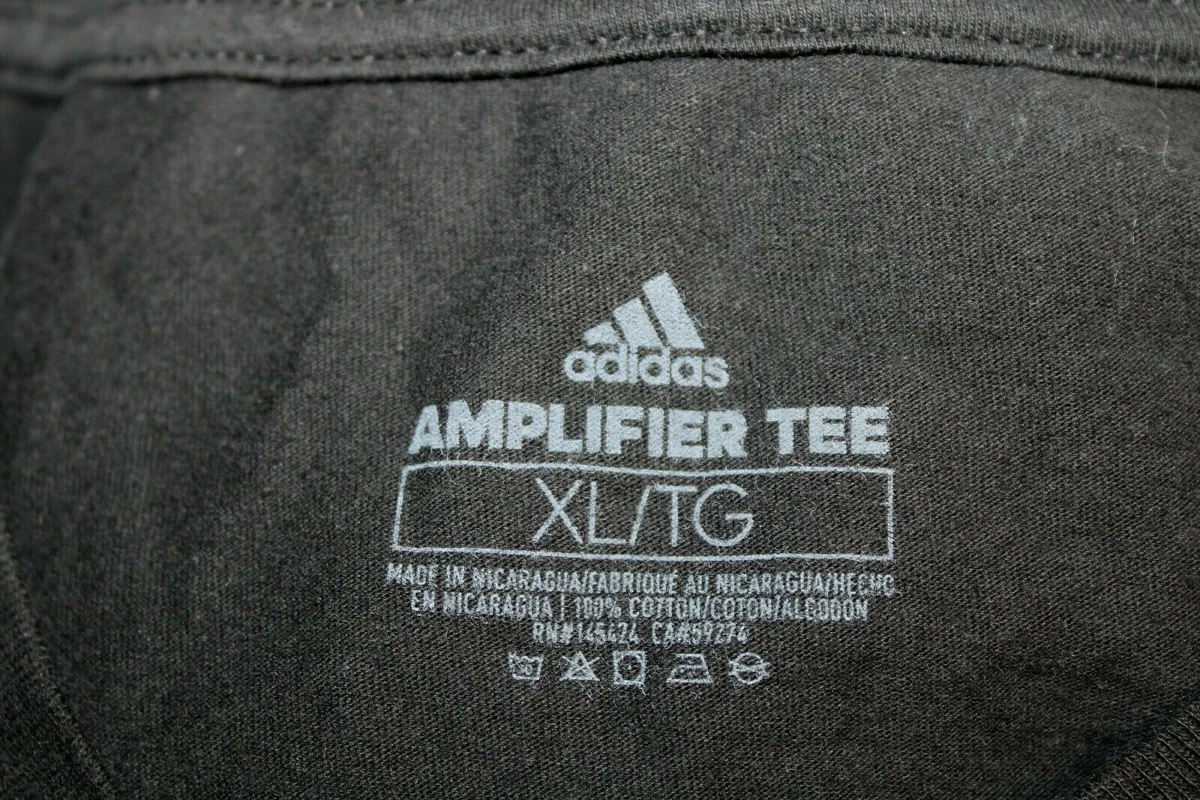 adidas
AMPLIFIER TEE
XL/TG
MADE IN NICARAGUA/FABRIQUÉ AU NICARAGUA/HECHO
EN NICARAGUA | 100% COTTON/COTON/ALGODON
RN#145424 CA#59274